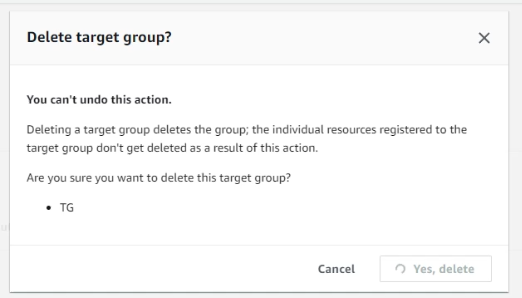 Delete target group?
You can't undo this action.
Deleting a target group deletes the group; the individual resources registered to the
target group don't get deleted as a result of this action.
Are you sure you want to delete this target group?
• TG
Cancel
Yes, delete